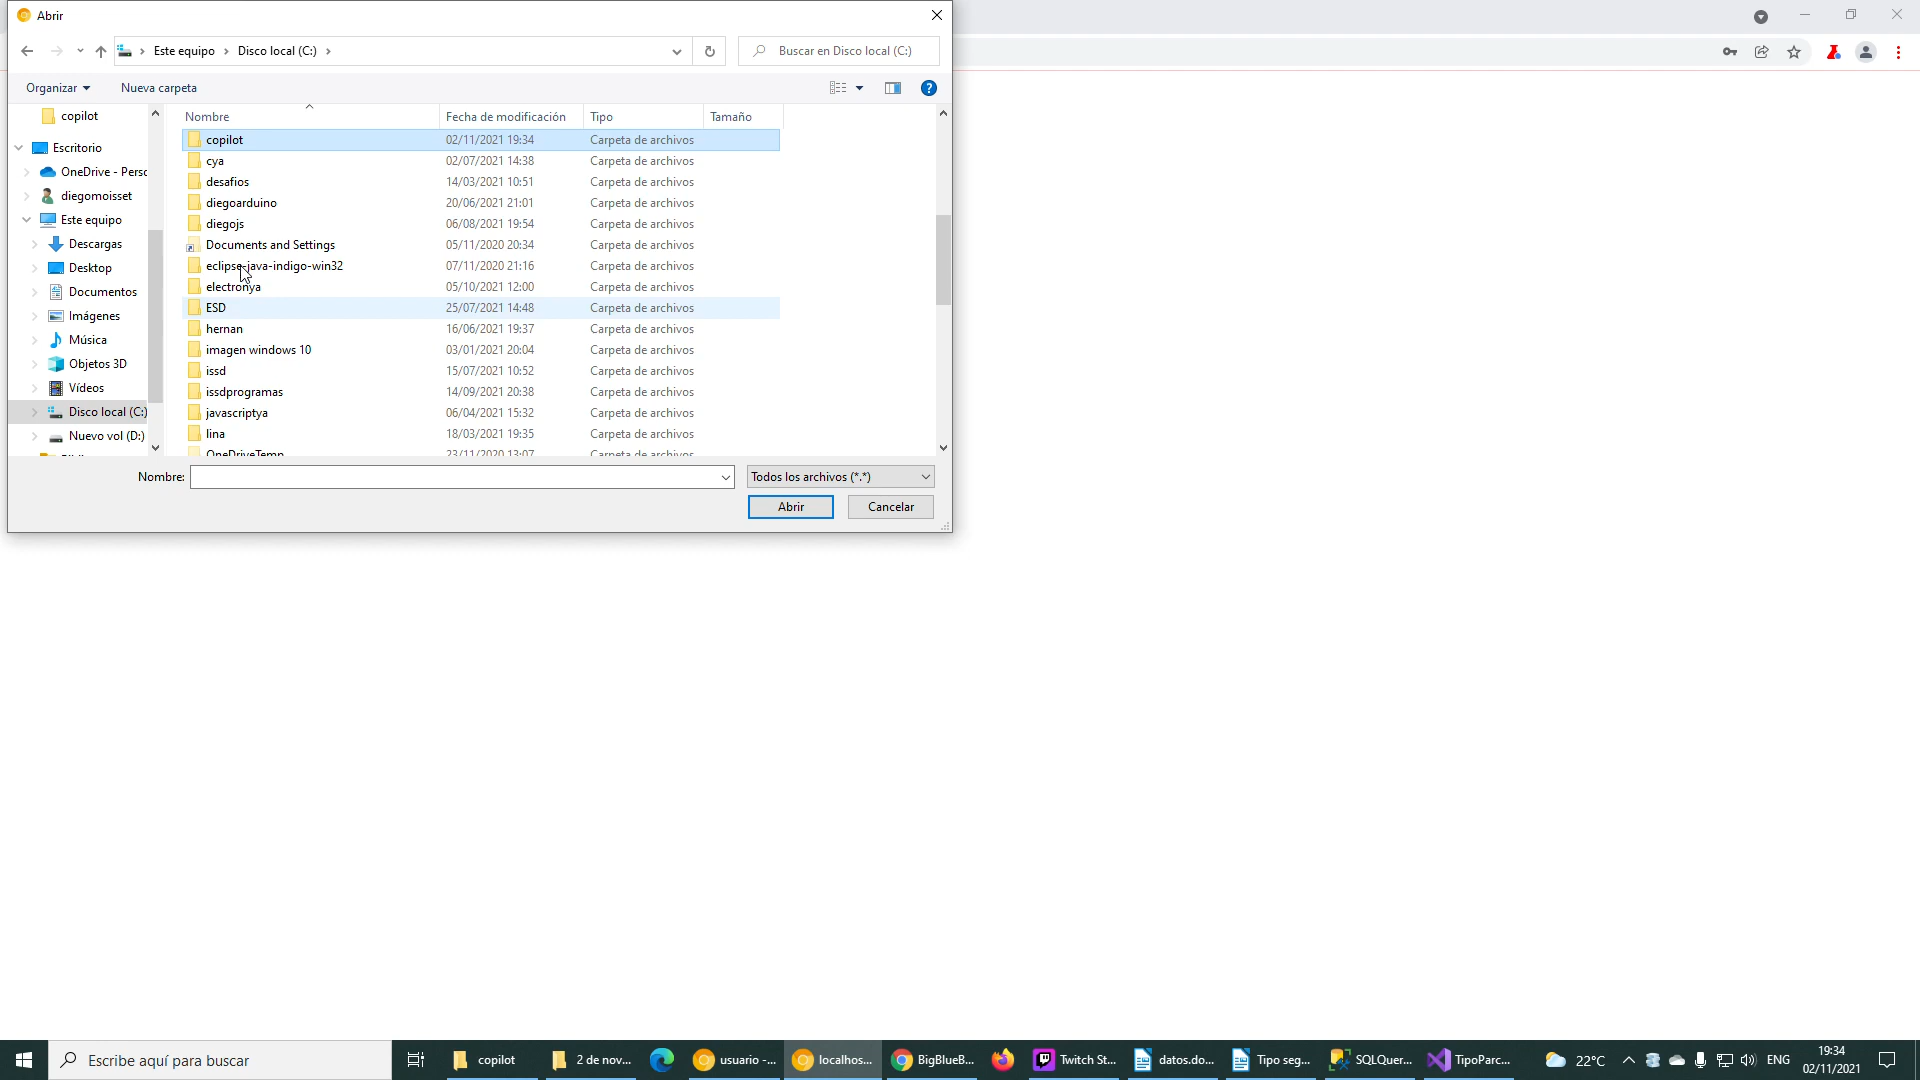 Abrir
Este equipo > Disco local (C:) >
Buscar en Disco local (C:)
Organizar
Nueva carpeta
copilot
Escritorio
OneDrive - Perso
diegomoisset
Este equipo
Descargas
Desktop
Documentos
Imágenes
Música
Objetos 3D
Vídeos
Disco local (C:)
Nuevo vol (D:)
Nombre Fecha de modificación Tipo Tamaño
copilot 02/11/2021 19:34 Carpeta de archivos
cya 02/07/2021 14:38 Carpeta de archivos
desafios 14/03/2021 10:51 Carpeta de archivos
diegoarduino 20/06/2021 21:01 Carpeta de archivos
diegojs 06/08/2021 19:54 Carpeta de archivos
Documents and Settings 05/11/2020 20:34 Carpeta de archivos
eclipse-java-indigo-win32 07/11/2020 21:16 Carpeta de archivos
electronya 05/10/2021 12:00 Carpeta de archivos
ESD 25/07/2021 14:48 Carpeta de archivos
hernan 16/06/2021 19:37 Carpeta de archivos
imagen windows 10 03/01/2021 20:04 Carpeta de archivos
issd 15/07/2021 10:52 Carpeta de archivos
issdprogramas 14/09/2021 20:38 Carpeta de archivos
javascriptya 06/04/2021 15:32 Carpeta de archivos
lina 18/03/2021 19:35 Carpeta de archivos
OneDriveTemp 23/11/2020 13:07 Carpeta de archivos
Nombre:
Todos los archivos (*.*)
Abrir
Cancelar
Escribe aquí para buscar
copilot
2 de nov...
usuario -...
localhos...
BigBlueB...
Twitch St...
datos.do...
Tipo seg...
SQLQuer...
TipoParc...
22°C
ENG
19:34
02/11/2021